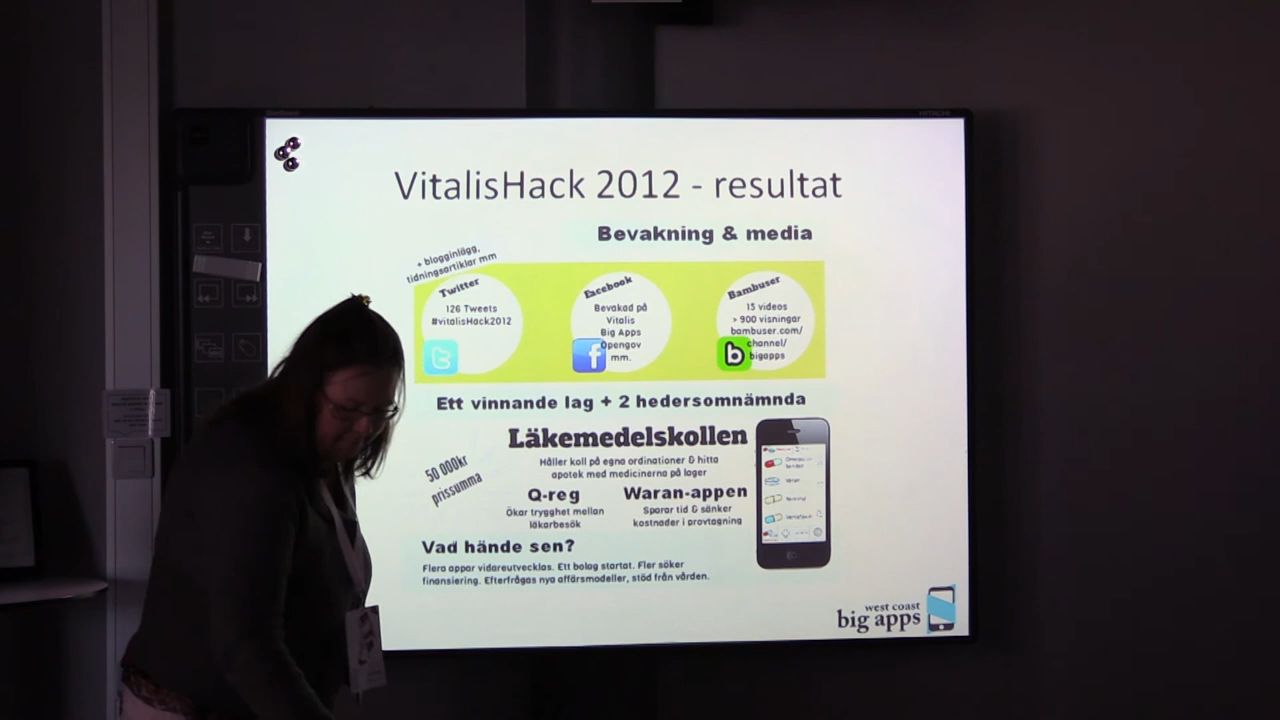 HITACHI
VitalisHack 2012 - resultat
Bevakning & media
+ blogginlägg,
tidningsartiklar mm
Twitter
126 Tweets
#vitalisHack2012
Facebook
Bevakad på
Vitalis
Big Apps
Opengov
mm.
Bambuser
15 videos
> 900 visningar
bambuser.com/
channel/
bigapps
Ett vinnande lag + 2 hedersomnämnda
50 000kr
prissumma
Läkemedelskollen
Håller koll på egna ordinationer & hitta
apotek med medicinerna på lager
Q-reg
Ökar trygghet mellan
läkarbesök
Waran-appen
Sparar tid & sänker
kostnader i provtagning
Vad hände sen?
Flera appar vidareutvecklas. Ett bolag startat. Fler söker
finansiering. Efterfrågas nya affärsmodeller, stöd från vården.
west coast
big apps